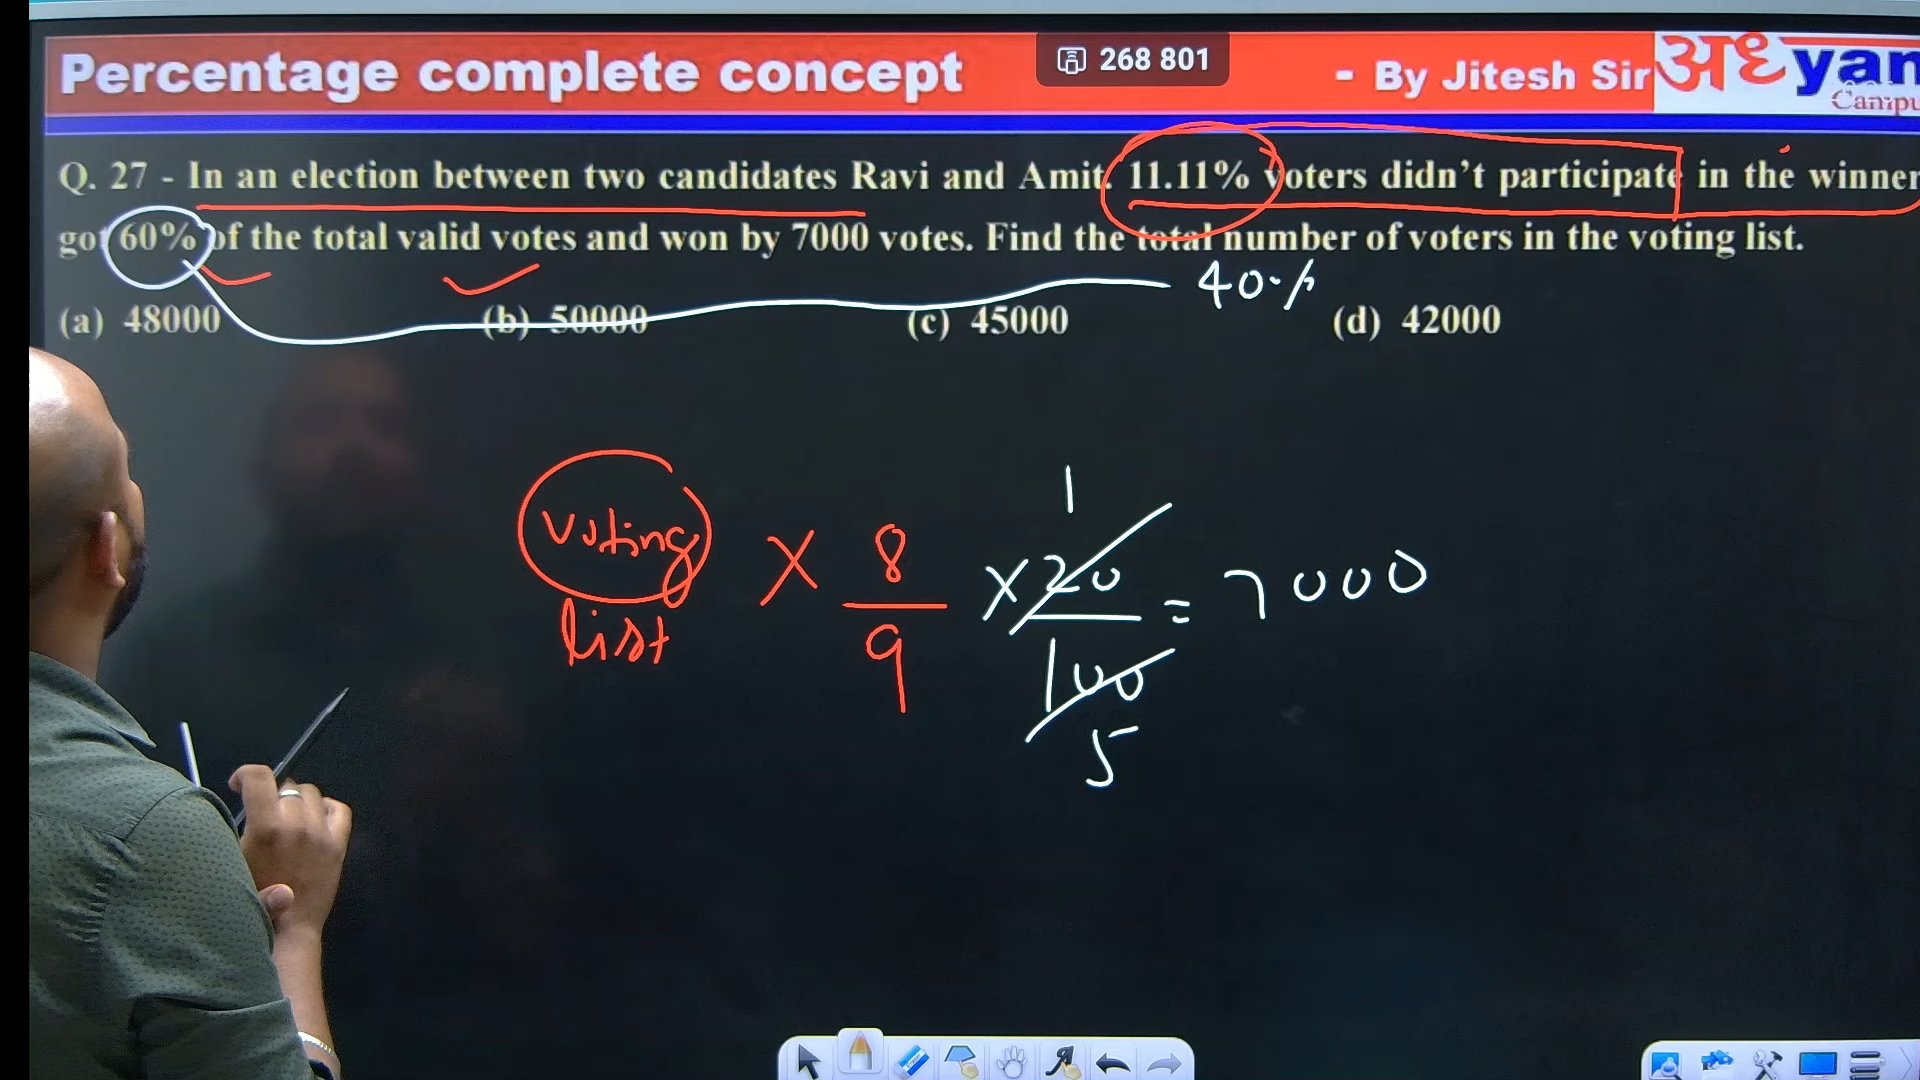 Percentage complete concept
268 801
- By Jitesh Sir
अध्yan
Campu
Q. 27 - In an election between two candidates Ravi and Amit. 11.11% voters didn't participate in the winner
got 60% of the total valid votes and won by 7000 votes. Find the total number of voters in the voting list.
40%
(a) 48000 (b) 50000 (c) 45000 (d) 42000
voting list × 8/9 × 20/100 = 7000
1
5